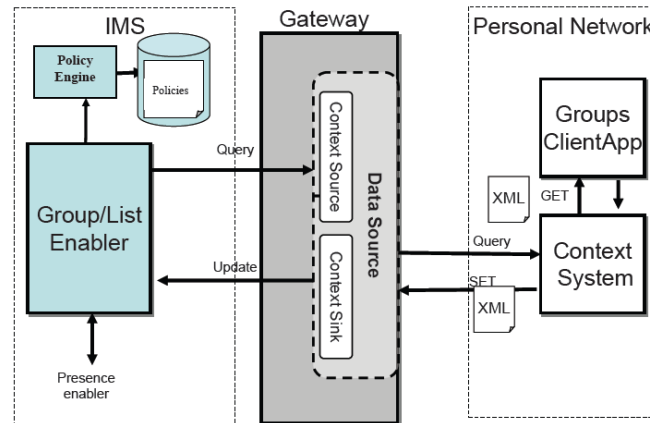 IMS
Gateway
Personal Network
Policy
Engine
Policies
Groups
ClientApp
Query
Context Source
XML
GET
Group/List
Enabler
Data Source
Query
Context
System
Update
Context Sink
SET
XML
Presence
enabler